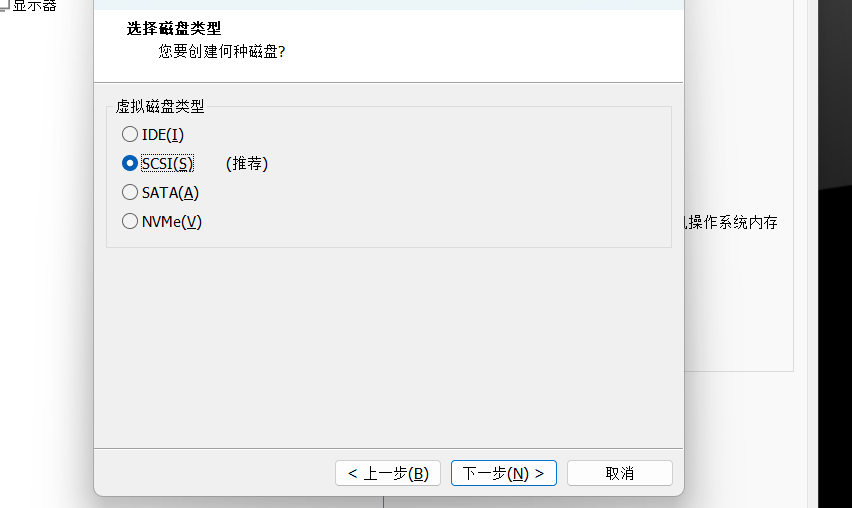 显示器
选择磁盘类型
您要创建何种磁盘?
虚拟磁盘类型
IDE(I)
SCSI(S) (推荐)
SATA(A)
NVMe(V)
操作系统内存
< 上一步(B) 下一步(N) > 取消